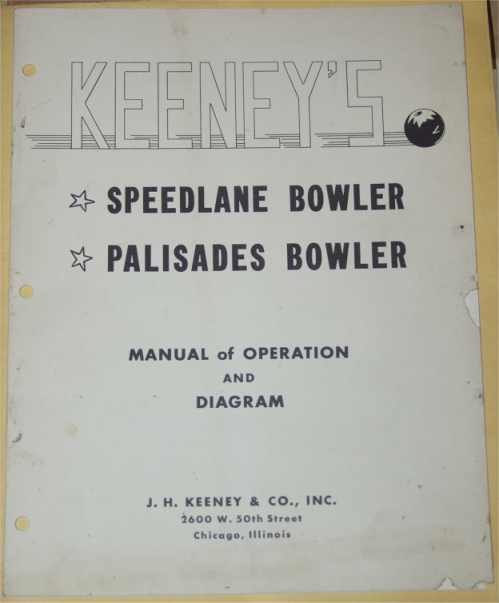 KEENEY'S
SPEEDLANE BOWLER
PALISADES BOWLER
MANUAL of OPERATION
AND
DIAGRAM
J. H. KEENEY & CO., INC.
2600 W. 50th Street
Chicago, Illinois